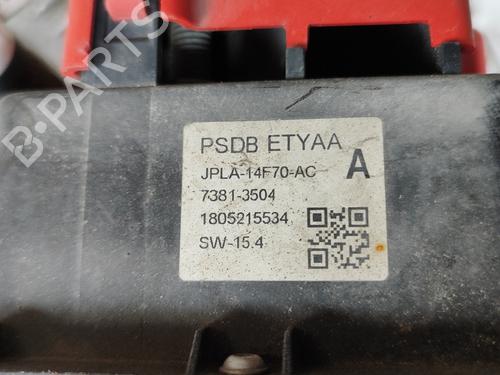 PSDB ETYAA
JPLA-14F70-AC A
7381-3504
1805215534
SW-15.4
B-PARTS